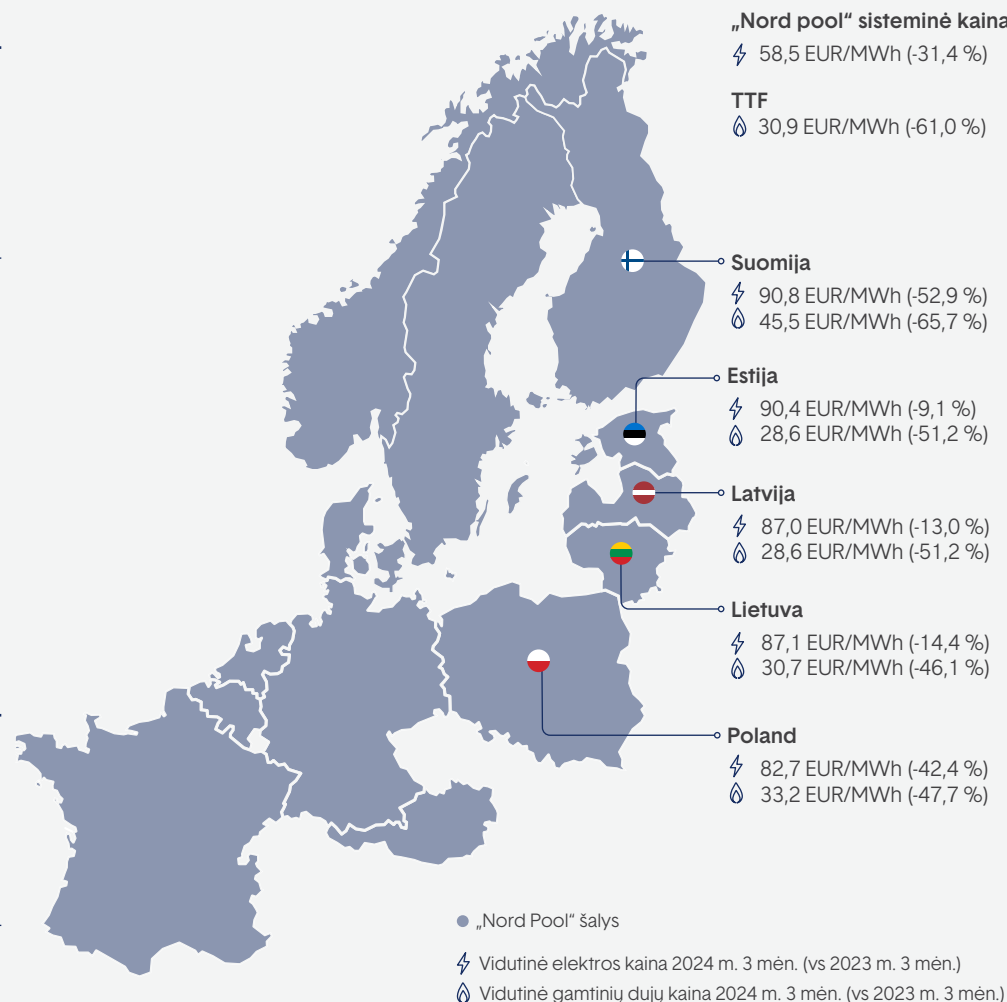 „Nord pool“ sisteminė kaina
58,5 EUR/MWh (-31,4 %)
TTF
30,9 EUR/MWh (-61,0 %)
Suomija
90,8 EUR/MWh (-52,9 %)
45,5 EUR/MWh (-65,7 %)
Estija
90,4 EUR/MWh (-9,1 %)
28,6 EUR/MWh (-51,2 %)
Latvija
87,0 EUR/MWh (-13,0 %)
28,6 EUR/MWh (-51,2 %)
Lietuva
87,1 EUR/MWh (-14,4 %)
30,7 EUR/MWh (-46,1 %)
Poland
82,7 EUR/MWh (-42,4 %)
33,2 EUR/MWh (-47,7 %)
„Nord Pool“ šalys
Vidutinė elektros kaina 2024 m. 3 mėn. (vs 2023 m. 3 mėn.)
Vidutinė gamtinių dujų kaina 2024 m. 3 mėn. (vs 2023 m. 3 mėn.)